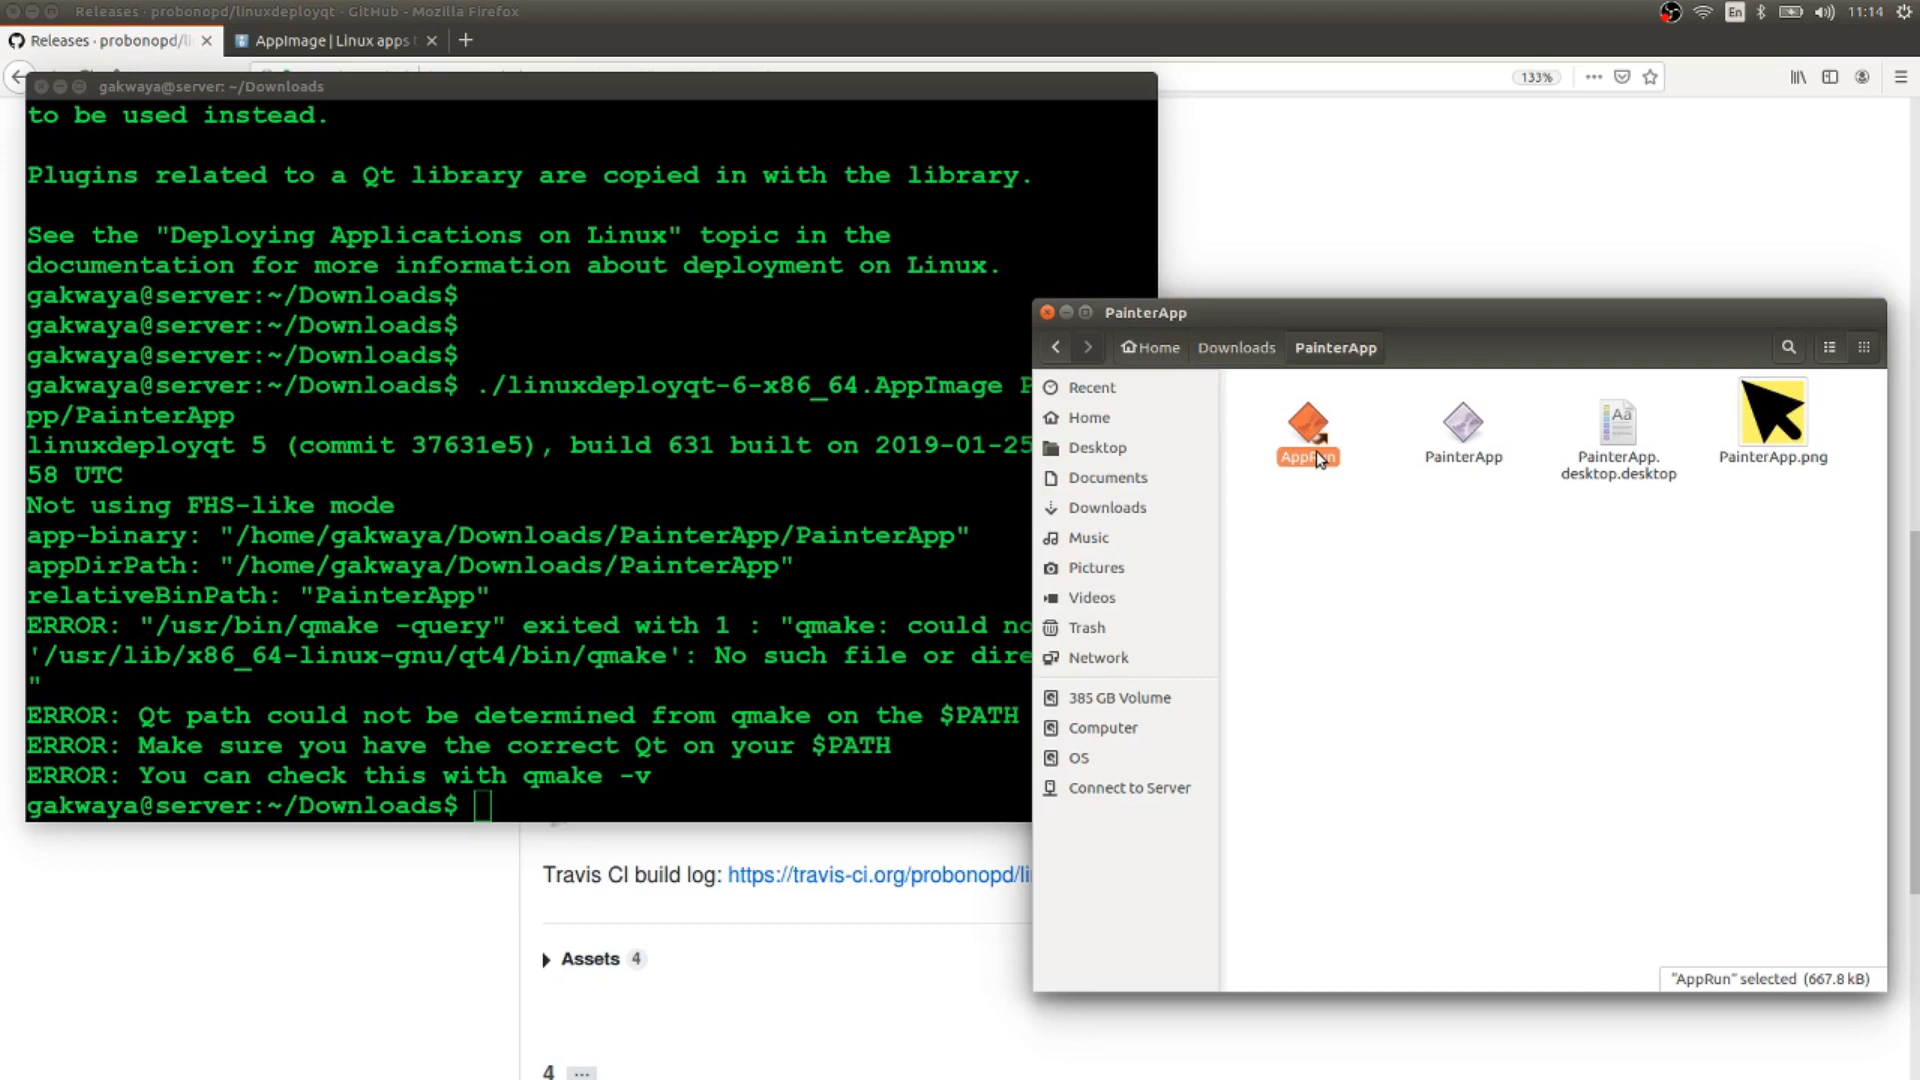 Releases · probonopd/linuxdeployqt · GitHub - Mozilla Firefox
En
11:14
Releases · probonopd/li
AppImage | Linux apps t
133%
gakwaya@server: ~/Downloads
to be used instead.
Plugins related to a Qt library are copied in with the library.
See the "Deploying Applications on Linux" topic in the
documentation for more information about deployment on Linux.
gakwaya@server:~/Downloads$
gakwaya@server:~/Downloads$
gakwaya@server:~/Downloads$
gakwaya@server:~/Downloads$ ./linuxdeployqt-6-x86_64.AppImage P
pp/PainterApp
linuxdeployqt 5 (commit 37631e5), build 631 built on 2019-01-25
58 UTC
Not using FHS-like mode
app-binary: "/home/gakwaya/Downloads/PainterApp/PainterApp"
appDirPath: "/home/gakwaya/Downloads/PainterApp"
relativeBinPath: "PainterApp"
ERROR: "/usr/bin/qmake -query" exited with 1 : "qmake: could no
'/usr/lib/x86_64-linux-gnu/qt4/bin/qmake': No such file or dire
"
ERROR: Qt path could not be determined from qmake on the $PATH
ERROR: Make sure you have the correct Qt on your $PATH
ERROR: You can check this with qmake -v
gakwaya@server:~/Downloads$
PainterApp
Home
Downloads
PainterApp
Recent
Home
Desktop
Documents
Downloads
Music
Pictures
Videos
Trash
Network
385 GB Volume
Computer
OS
Connect to Server
AppRun
PainterApp
Aa
PainterApp.
desktop.desktop
PainterApp.png
"AppRun" selected (667.8 kB)
Travis CI build log: https://travis-ci.org/probonopd/li
Assets 4
4 ...